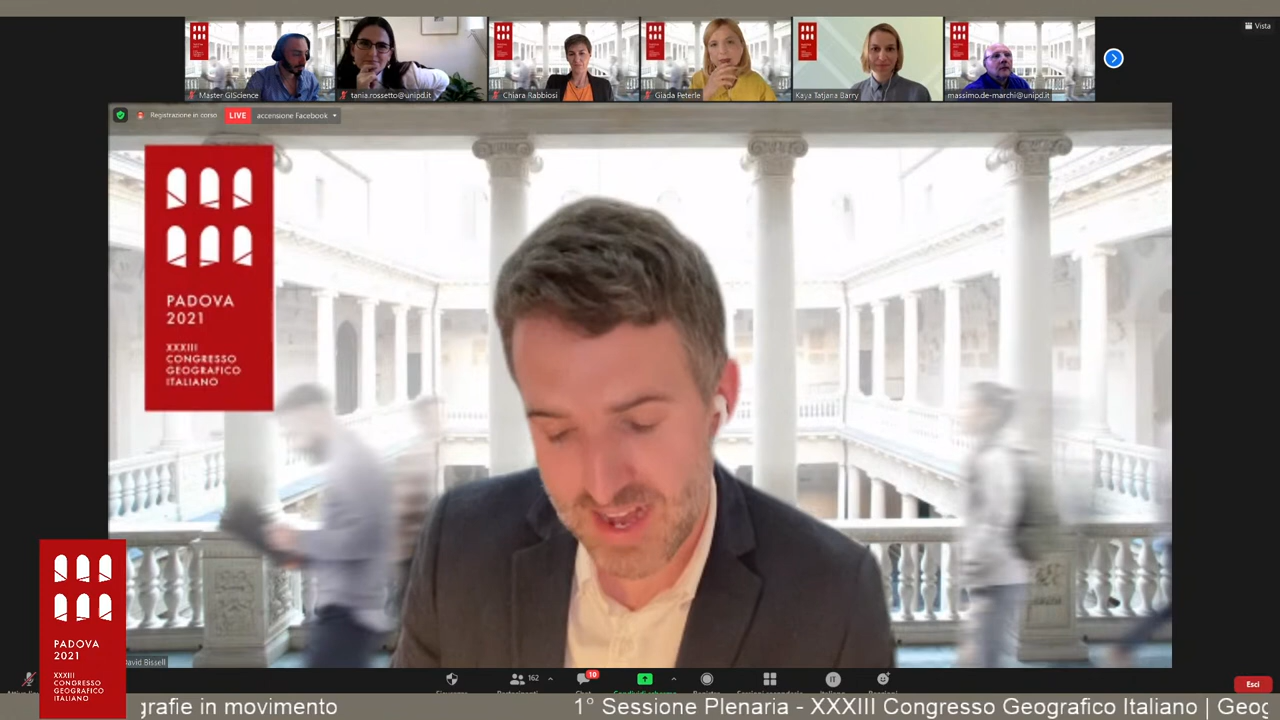 Vista
Master GIScience
tania.rossetto@unipd.it
Chiara Rabbiosi
Giada Peterle
Kaya Tatjana Barry
massimo.de-marchi@unipd.it
Registrazione in corso
LIVE
accensione Facebook
PADOVA
2021
XXXIII
CONGRESSO
GEOGRAFICO
ITALIANO
David Bissell
PADOVA
2021
XXXIII
CONGRESSO
GEOGRAFICO
ITALIANO
162
10
IT
Esci
grafie in movimento
1° Sessione Plenaria - XXXIII Congresso Geografico Italiano | Geog